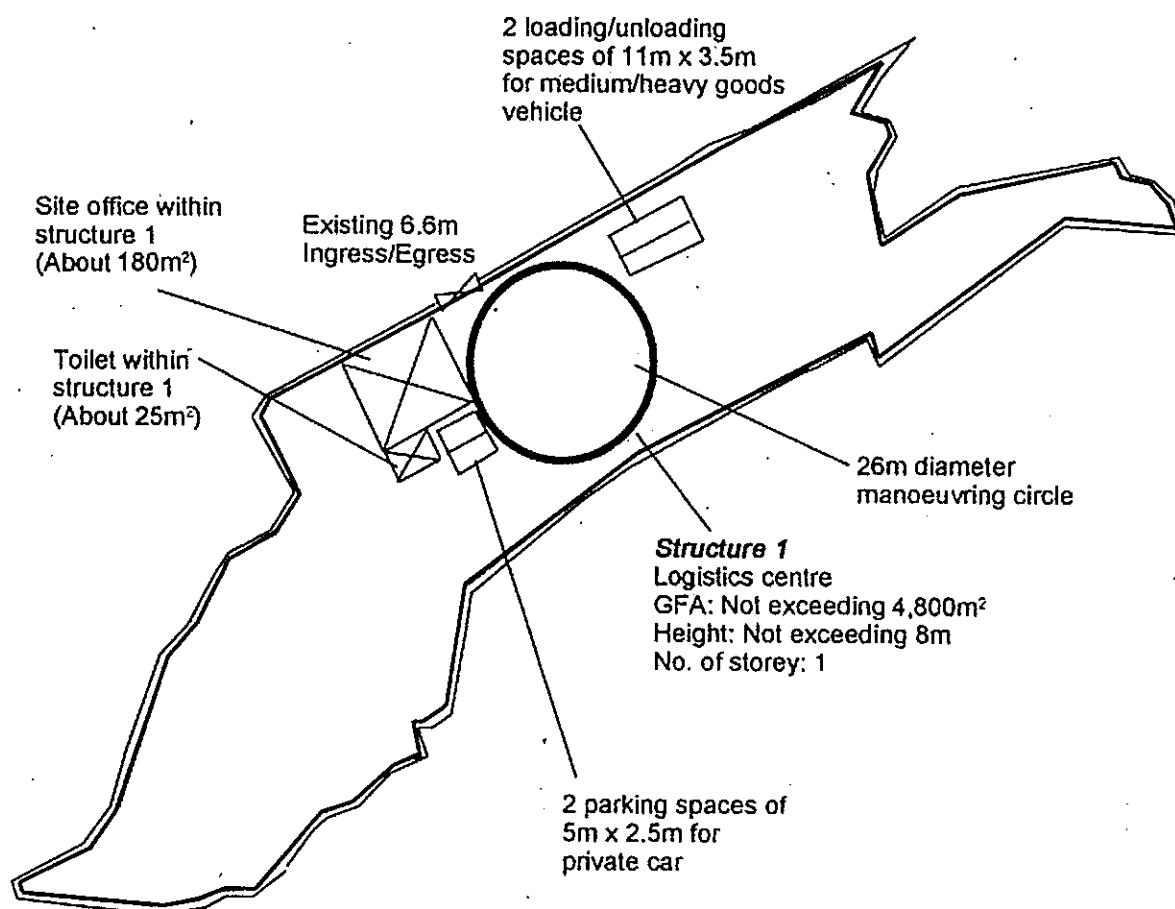 2 loading/unloading
spaces of 11m x 3.5m
for medium/heavy goods
vehicle
Site office within
structure 1
(About 180m²)
Existing 6.6m
Ingress/Egress
Toilet within
structure 1
(About 25m²)
26m diameter
manoeuvring circle
Structure 1
Logistics centre
GFA: Not exceeding 4,800m²
Height: Not exceeding 8m
No. of storey: 1
2 parking spaces of
5m x 2.5m for
private car